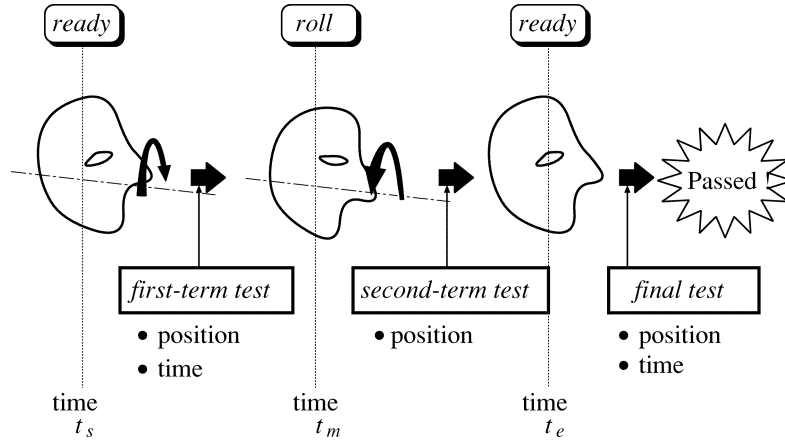 ready
roll
ready
Passed !
first-term test
second-term test
final test
• position
• time
• position
• position
• time
time
t s
time
t m
time
t e